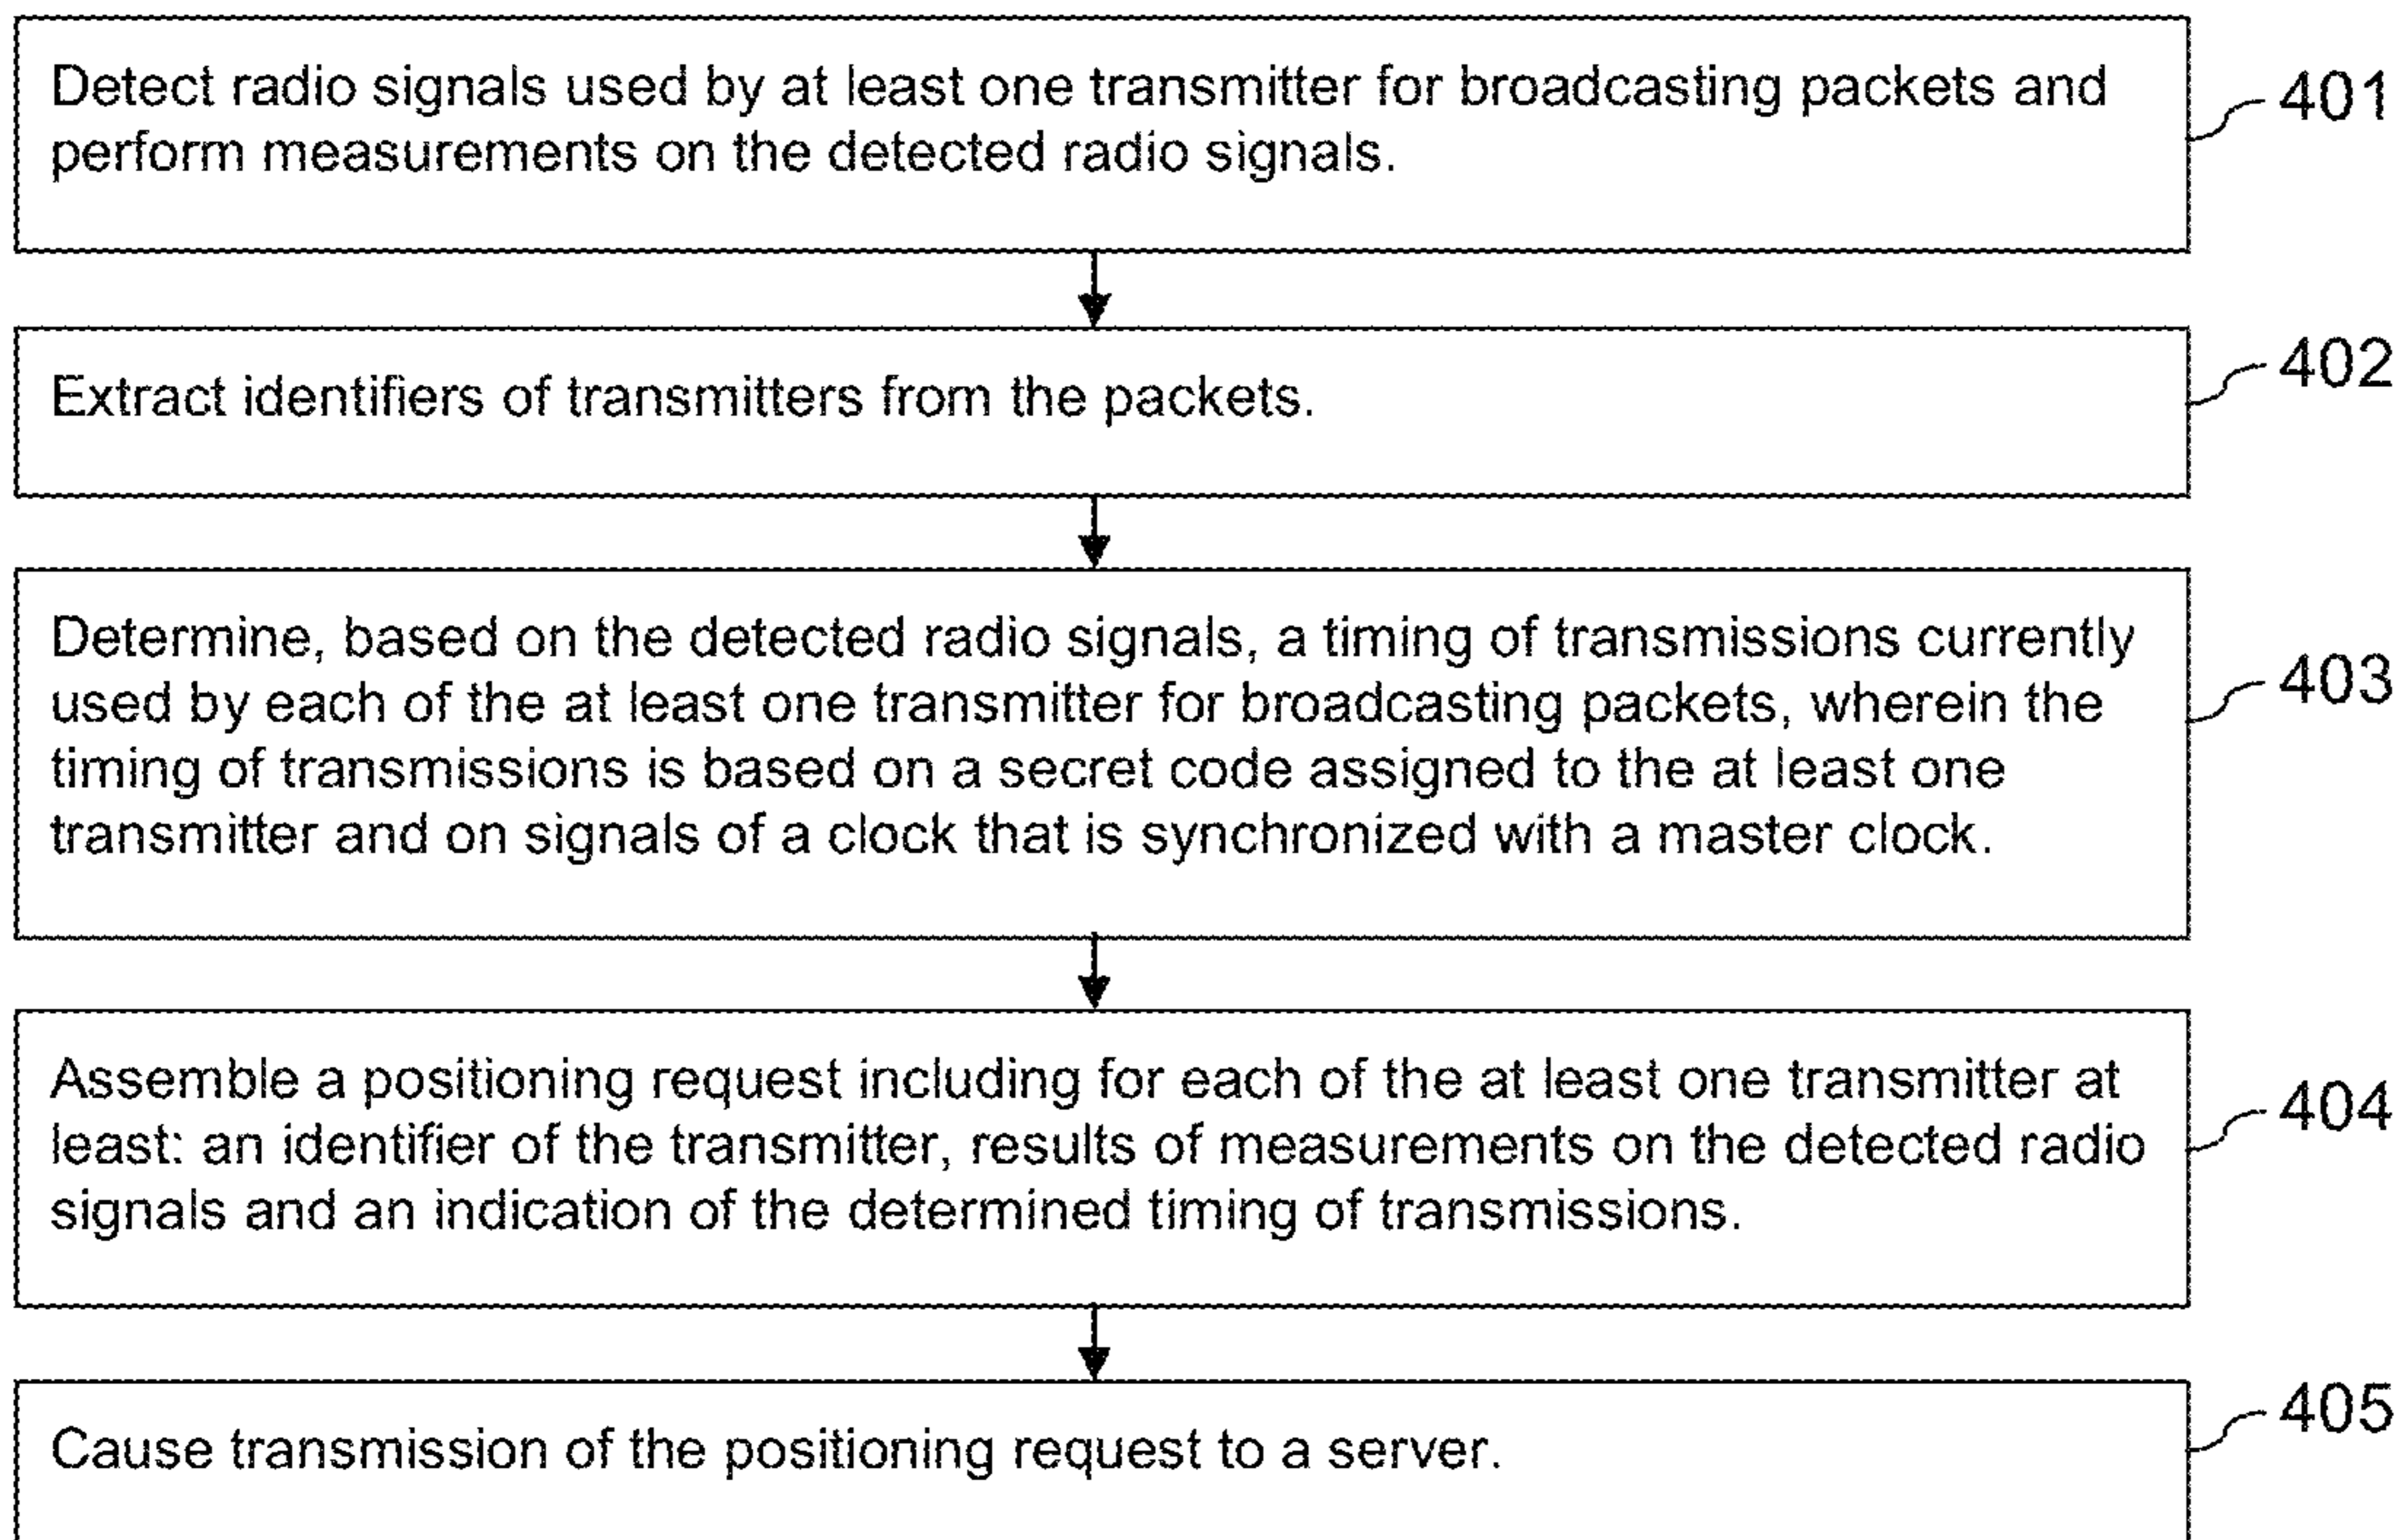 Detect radio signals used by at least one transmitter for broadcasting packets and
perform measurements on the detected radio signals.
401
Extract identifiers of transmitters from the packets.
402
Determine, based on the detected radio signals, a timing of transmissions currently
used by each of the at least one transmitter for broadcasting packets, wherein the
timing of transmissions is based on a secret code assigned to the at least one
transmitter and on signals of a clock that is synchronized with a master clock.
403
Assemble a positioning request including for each of the at least one transmitter at
least: an identifier of the transmitter, results of measurements on the detected radio
signals and an indication of the determined timing of transmissions.
404
Cause transmission of the positioning request to a server.
405